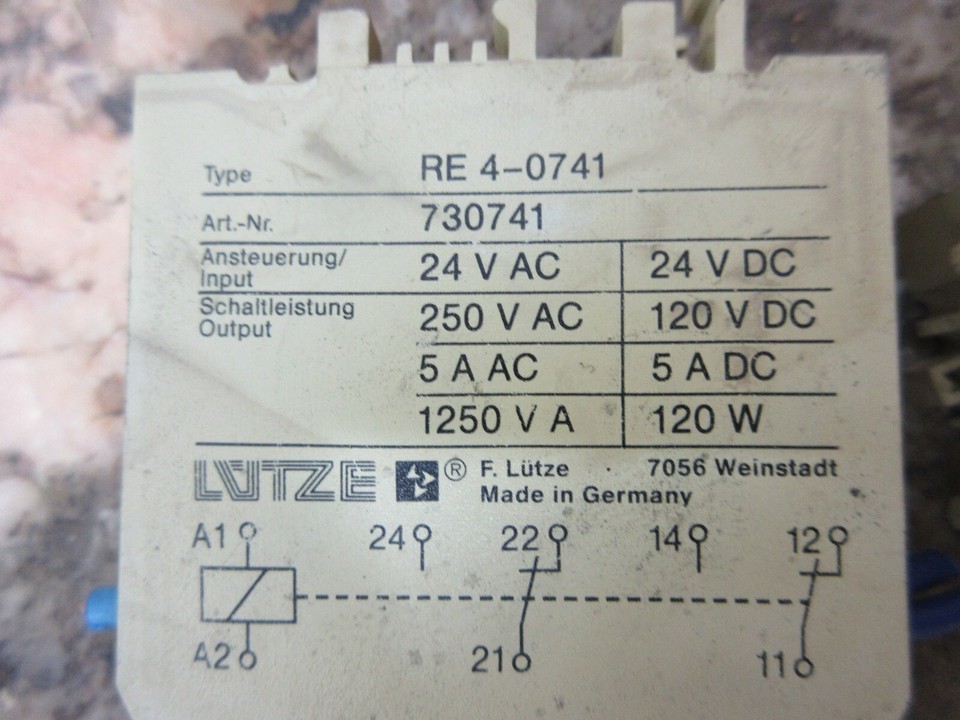 Type RE 4-0741
Art.-Nr. 730741
Ansteuerung/
Input 24 V AC 24 V DC
Schaltleistung
Output 250 V AC 120 V DC
5 A AC 5 A DC
1250 V A 120 W
LÜTZE ® F. Lütze · 7056 Weinstadt
Made in Germany
A1 24 22 14 12
A2 21 11